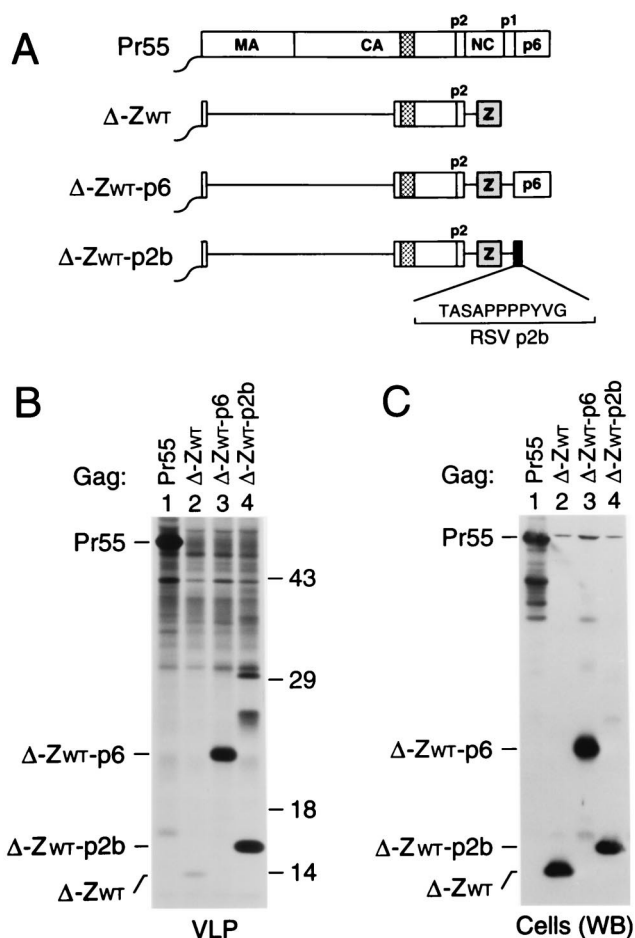 A
p2 p1
Pr55 MA CA NC p6
p2
Δ-ZWT Z
p2
Δ-ZWT-p6 Z p6
p2
Δ-ZWT-p2b Z
TASAPPPPYVG
RSV p2b
B
Gag: Pr55 Δ-ZWT Δ-ZWT-p6 Δ-ZWT-p2b
1 2 3 4
Pr55
43
29
Δ-ZWT-p6
18
Δ-ZWT-p2b
14
Δ-ZWT
VLP
C
Gag: Pr55 Δ-ZWT Δ-ZWT-p6 Δ-ZWT-p2b
1 2 3 4
Pr55
Δ-ZWT-p6
Δ-ZWT-p2b
Δ-ZWT
Cells (WB)